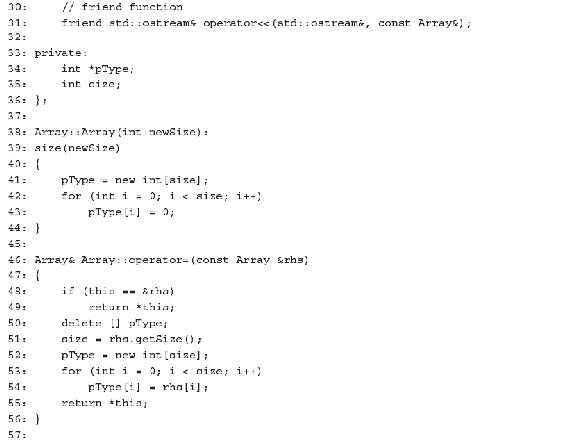 30:     // friend function
31:     friend std::ostream& operator<<(std::ostream&, const Array&);
32:
33: private:
34:     int *pType;
35:     int size;
36: };
37:
38: Array::Array(int newSize):
39: size(newSize)
40: {
41:     pType = new int[size];
42:     for (int i = 0; i < size; i++)
43:         pType[i] = 0;
44: }
45:
46: Array& Array::operator=(const Array &rhs)
47: {
48:     if (this == &rhs)
49:         return *this;
50:     delete [] pType;
51:     size = rhs.getSize();
52:     pType = new int[size];
53:     for (int i = 0; i < size; i++)
54:         pType[i] = rhs[i];
55:     return *this;
56: }
57: